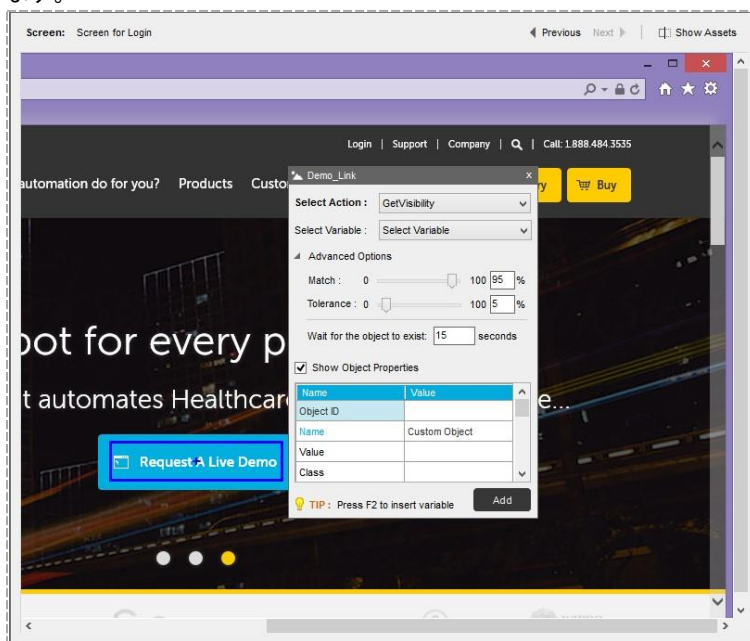 Screen: Screen for Login Previous Next Show Assets
Login | Support | Company | | Call: 1.888.484.3535
automation do for you? Products Custo ry Buy
Demo_Link x
Select Action : GetVisibility
Select Variable : Select Variable
Advanced Options
Match : 0 100 95 %
Tolerance : 0 100 5 %
Wait for the object to exist: 15 seconds
Show Object Properties
Name Value
Object ID
Name Custom Object
Value
Class
TIP : Press F2 to insert variable Add
oot for every p
t automates Healthcar e...
Request A Live Demo